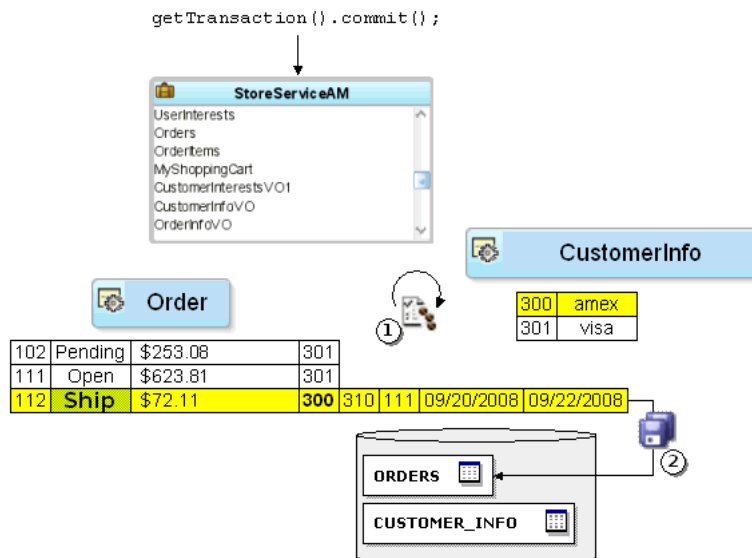 getTransaction().commit();
StoreServiceAM
UserInterests
Orders
OrderItems
MyShoppingCart
CustomerInterestsVO1
CustomerInfoVO
OrderInfoVO
CustomerInfo
300 amex
301 visa
Order
1
102 Pending $253.08 301
111 Open $623.81 301
112 Ship $72.11 300 310 111 09/20/2008 09/22/2008
2
ORDERS
CUSTOMER_INFO